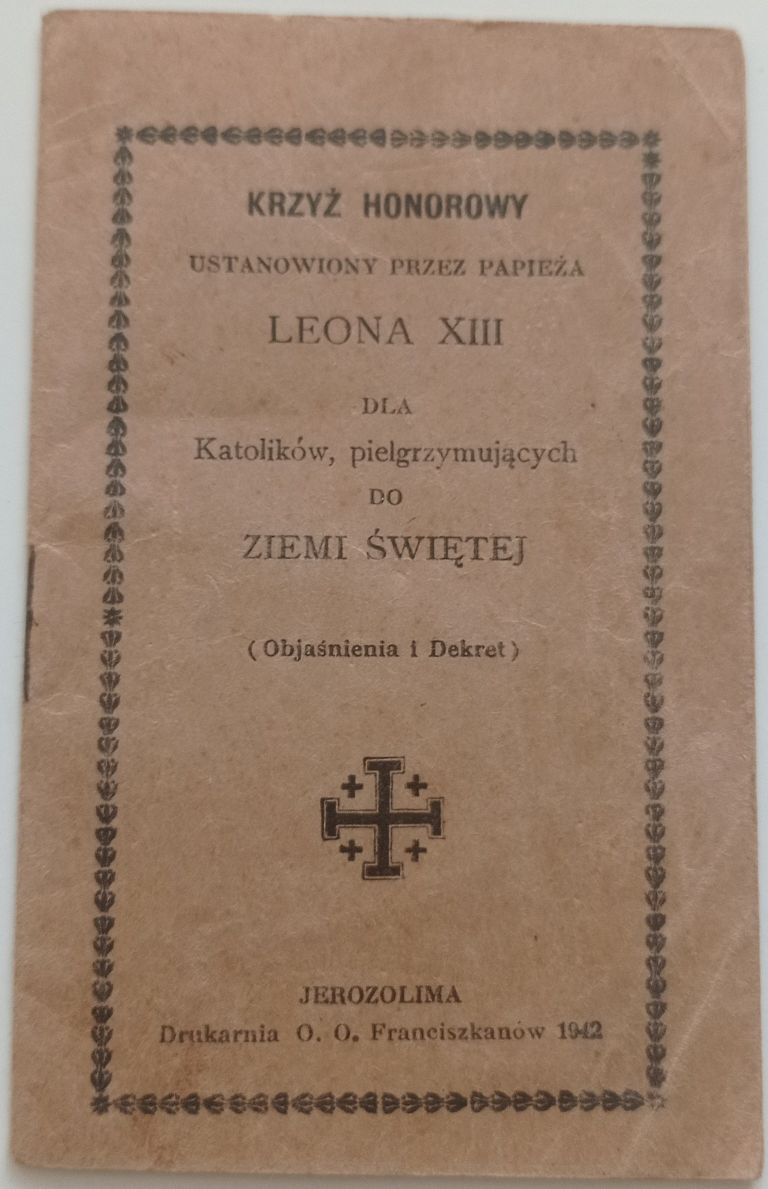 KRZYŻ HONOROWY
USTANOWIONY PRZEZ PAPIEŻA
LEONA XIII
DLA
Katolików, pielgrzymujących
DO
ZIEMI ŚWIĘTEJ
(Objaśnienia i Dekret)
JEROZOLIMA
Drukarnia O. O. Franciszkanów 1942